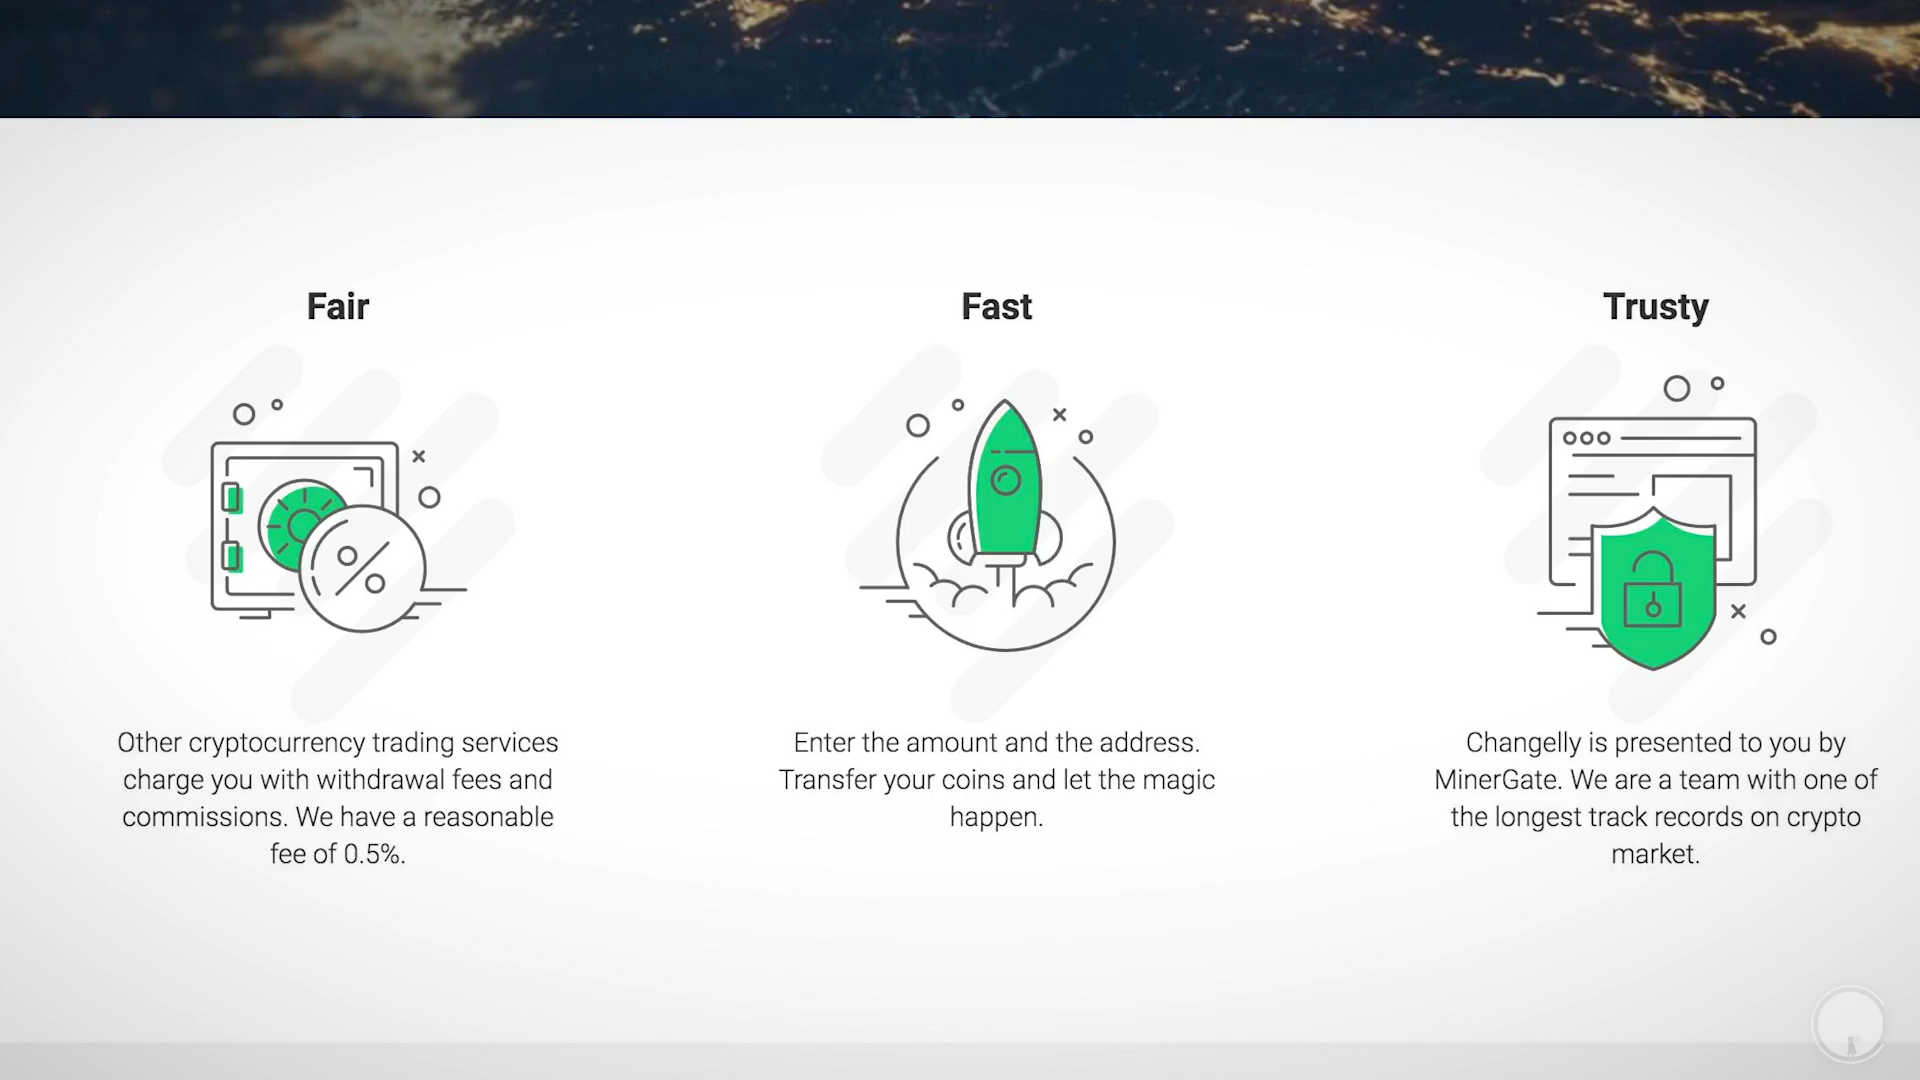 Fair
Other cryptocurrency trading services
charge you with withdrawal fees and
commissions. We have a reasonable
fee of 0.5%.
Fast
Enter the amount and the address.
Transfer your coins and let the magic
happen.
Trusty
Changelly is presented to you by
MinerGate. We are a team with one of
the longest track records on crypto
market.